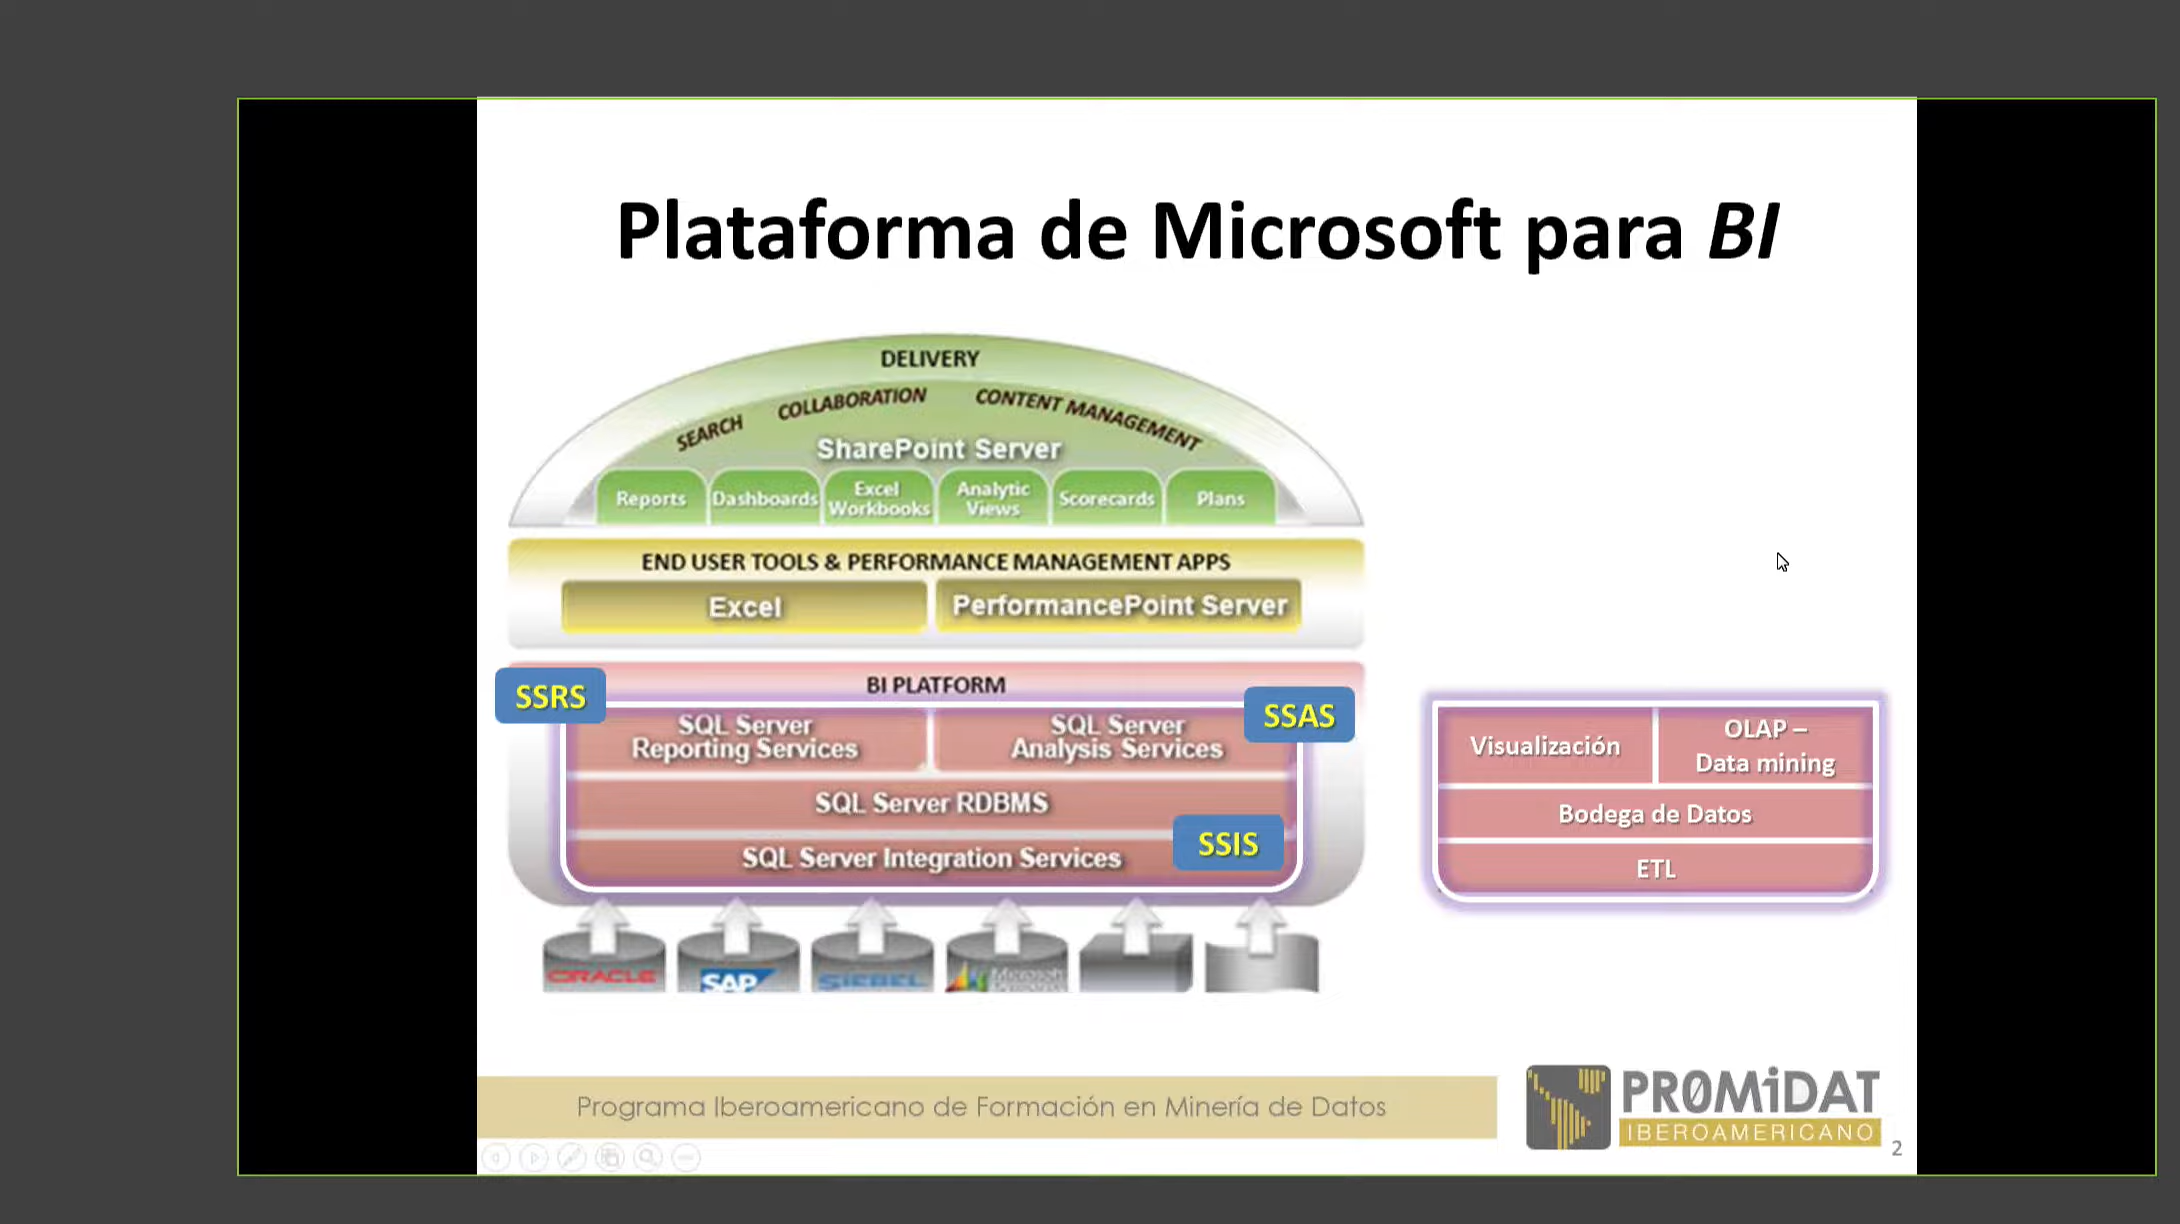 Plataforma de Microsoft para BI
DELIVERY
SEARCH COLLABORATION CONTENT MANAGEMENT
SharePoint Server
Reports
Dashboards
Excel
Workbooks
Analytic
Views
Scorecards
Plans
END USER TOOLS & PERFORMANCE MANAGEMENT APPS
Excel
PerformancePoint Server
BI PLATFORM
SSRS
SSAS
SQL Server
Reporting Services
SQL Server
Analysis Services
SQL Server RDBMS
SSIS
SQL Server Integration Services
ORACLE
SAP
SIEBEL
Microsoft
Visualización
OLAP –
Data mining
Bodega de Datos
ETL
Programa Iberoamericano de Formación en Minería de Datos
PR0MiDAT
IBEROAMERICANO
2